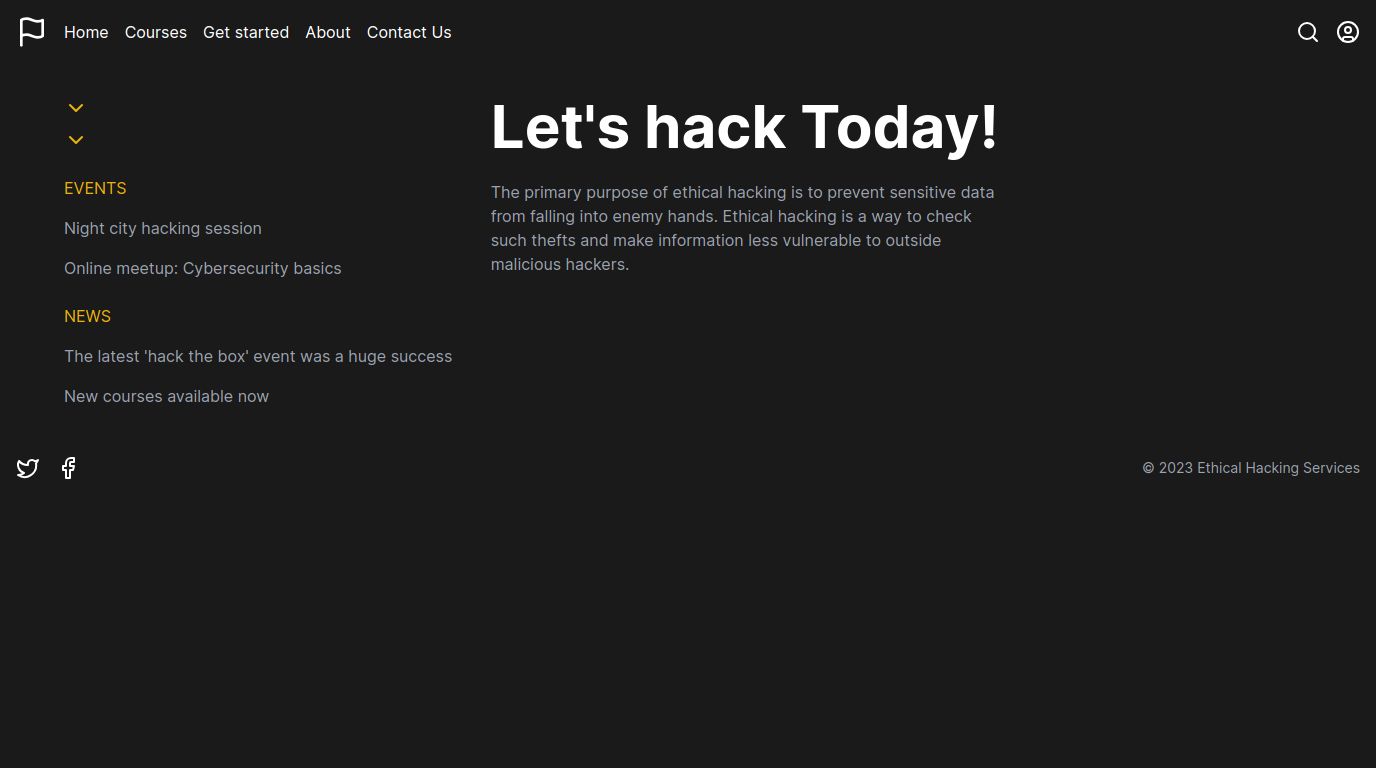 Home Courses Get started About Contact Us
Let's hack Today!
The primary purpose of ethical hacking is to prevent sensitive data
from falling into enemy hands. Ethical hacking is a way to check
such thefts and make information less vulnerable to outside
malicious hackers.
EVENTS
Night city hacking session
Online meetup: Cybersecurity basics
NEWS
The latest 'hack the box' event was a huge success
New courses available now
© 2023 Ethical Hacking Services